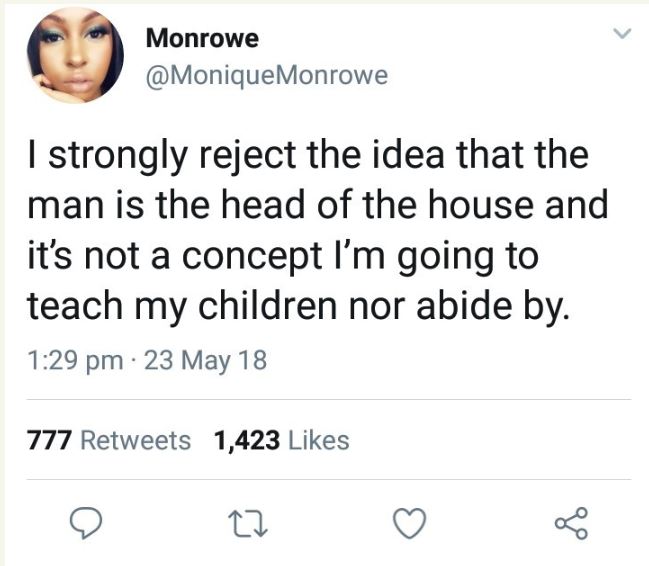 Monrowe
@MoniqueMonrowe
I strongly reject the idea that the
man is the head of the house and
it's not a concept I'm going to
teach my children nor abide by.
1:29 pm · 23 May 18
777 Retweets 1,423 Likes